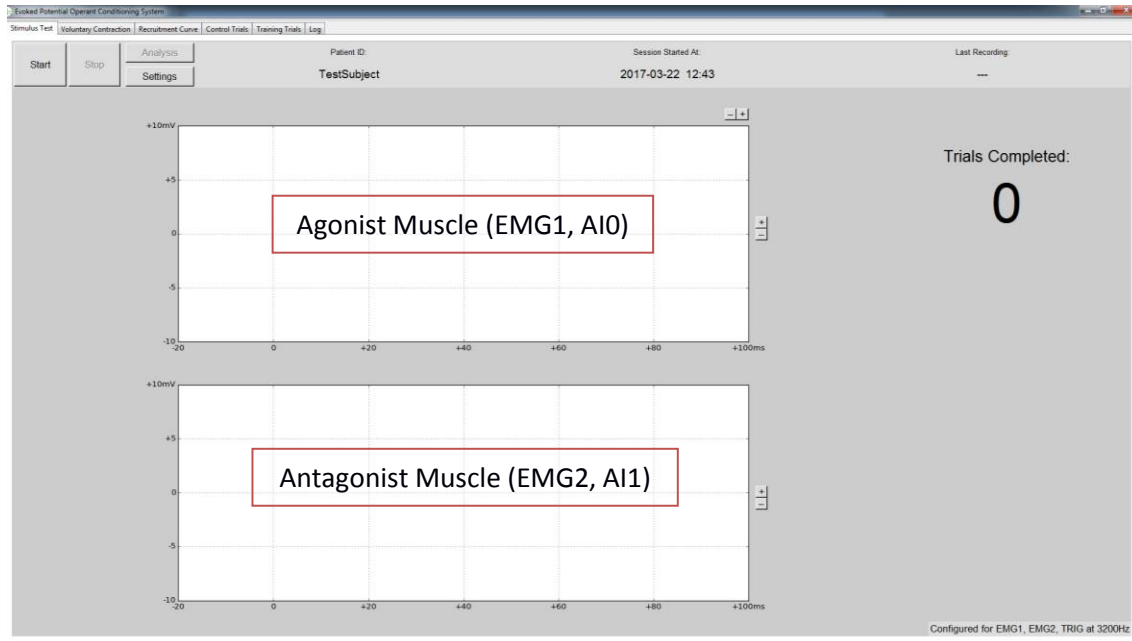 Evoked Potential Operant Conditioning System
Stimulus Test Voluntary Contraction Recruitment Curve Control Trials Training Trials Log
Start Stop Analysis Settings
Patient ID: Session Started At: Last Recording:
TestSubject 2017-03-22 12:43 ---
- +
+10mV
+5
0
-5
-10
Agonist Muscle (EMG1, AI0)
+
-
-20 0 +20 +40 +60 +80 +100ms
Trials Completed:
0
+10mV
+5
0
-5
-10
Antagonist Muscle (EMG2, AI1)
+
-
-20 0 +20 +40 +60 +80 +100ms
Configured for EMG1, EMG2, TRIG at 3200Hz